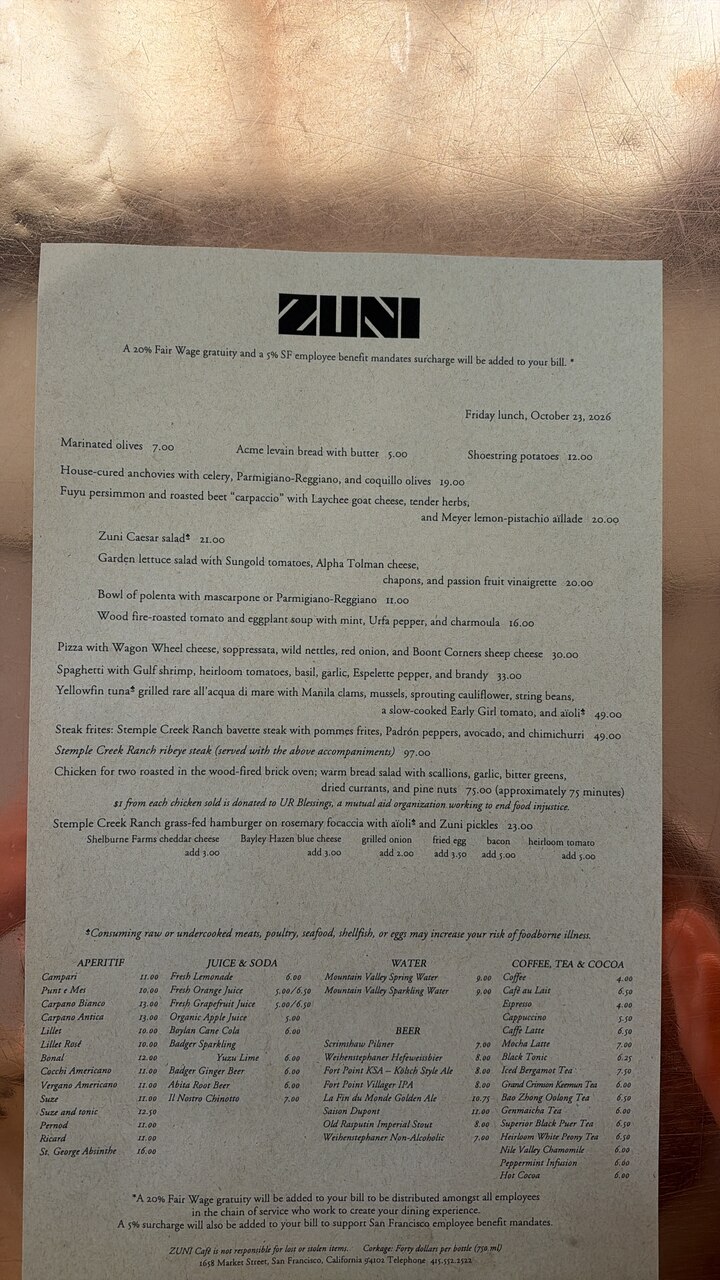 ZUNI
A 20% Fair Wage gratuity and a 5% SF employee benefit mandates surcharge will be added to your bill. *
Friday lunch, October 23, 2026
Marinated olives 7.00 Acme levain bread with butter 5.00 Shoestring potatoes 12.00
House-cured anchovies with celery, Parmigiano-Reggiano, and coquillo olives 19.00
Fuyu persimmon and roasted beet "carpaccio" with Laychee goat cheese, tender herbs,
and Meyer lemon-pistachio aïllade 20.00
Zuni Caesar salad* 21.00
Garden lettuce salad with Sungold tomatoes, Alpha Tolman cheese,
chapons, and passion fruit vinaigrette 20.00
Bowl of polenta with mascarpone or Parmigiano-Reggiano 11.00
Wood fire-roasted tomato and eggplant soup with mint, Urfa pepper, and charmoula 16.00
Pizza with Wagon Wheel cheese, soppressata, wild nettles, red onion, and Boont Corners sheep cheese 30.00
Spaghetti with Gulf shrimp, heirloom tomatoes, basil, garlic, Espelette pepper, and brandy 33.00
Yellowfin tuna* grilled rare all'acqua di mare with Manila clams, mussels, sprouting cauliflower, string beans,
a slow-cooked Early Girl tomato, and aïoli* 49.00
Steak frites: Stemple Creek Ranch bavette steak with pommes frites, Padrón peppers, avocado, and chimichurri 49.00
Stemple Creek Ranch ribeye steak (served with the above accompaniments) 97.00
Chicken for two roasted in the wood-fired brick oven; warm bread salad with scallions, garlic, bitter greens,
dried currants, and pine nuts 75.00 (approximately 75 minutes)
$1 from each chicken sold is donated to UR Blessings, a mutual aid organization working to end food injustice.
Stemple Creek Ranch grass-fed hamburger on rosemary focaccia with aïoli* and Zuni pickles 23.00
Shelburne Farms cheddar cheese Bayley Hazen blue cheese grilled onion fried egg bacon heirloom tomato
add 3.00 add 3.00 add 2.00 add 3.50 add 5.00 add 5.00
*Consuming raw or undercooked meats, poultry, seafood, shellfish, or eggs may increase your risk of foodborne illness.
APERITIF
Campari 11.00
Punt e Mes 10.00
Carpano Bianco 13.00
Carpano Antica 13.00
Lillet 10.00
Lillet Rosé 10.00
Bonal 12.00
Cocchi Americano 11.00
Vergano Americano 11.00
Suze 11.00
Suze and tonic 12.50
Pernod 11.00
Ricard 11.00
St. George Absinthe 16.00
JUICE & SODA
Fresh Lemonade 6.00
Fresh Orange Juice 5.00/6.50
Fresh Grapefruit Juice 5.00/6.50
Organic Apple Juice 5.00
Boylan Cane Cola 6.00
Badger Sparkling
Yuzu Lime 6.00
Badger Ginger Beer 6.00
Abita Root Beer 6.00
Il Nostro Chinotto 7.00
WATER
Mountain Valley Spring Water 9.00
Mountain Valley Sparkling Water 9.00
BEER
Scrimshaw Pilsner 7.00
Weihenstephaner Hefeweissbier 8.00
Fort Point KSA – Kölsch Style Ale 8.00
Fort Point Villager IPA 8.00
La Fin du Monde Golden Ale 10.75
Saison Dupont 11.00
Old Rasputin Imperial Stout 8.00
Weihenstephaner Non-Alcoholic 7.00
COFFEE, TEA & COCOA
Coffee 4.00
Café au Lait 6.50
Espresso 4.00
Cappuccino 5.50
Caffè Latte 6.50
Mocha Latte 7.00
Black Tonic 6.25
Iced Bergamot Tea 7.50
Grand Crimson Keemun Tea 6.00
Bao Zhong Oolong Tea 6.50
Genmaicha Tea 6.00
Superior Black Puer Tea 6.50
Heirloom White Peony Tea 6.50
Nile Valley Chamomile 6.00
Peppermint Infusion 6.00
Hot Cocoa 6.00
*A 20% Fair Wage gratuity will be added to your bill to be distributed amongst all employees
in the chain of service who work to create your dining experience.
A 5% surcharge will also be added to your bill to support San Francisco employee benefit mandates.
ZUNI Café is not responsible for lost or stolen items. Corkage: Forty dollars per bottle (750 ml)
1658 Market Street, San Francisco, California 94102 Telephone 415.552.2522